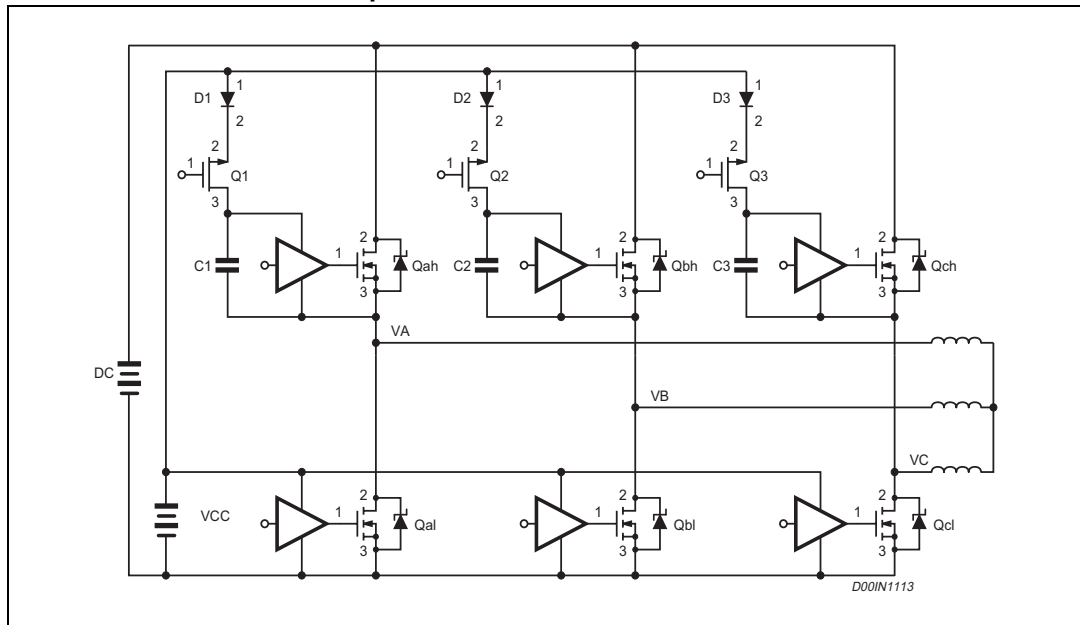 D1 1 2
D2 1 2
D3 1 2
1 2 3 Q1
1 2 3 Q2
1 2 3 Q3
C1 1 2 3 Qah
C2 1 2 3 Qbh
C3 1 2 3 Qch
VA
DC
VB
VC
VCC 1 2 3 Qal
1 2 3 Qbl
1 2 3 Qcl
D00IN1113